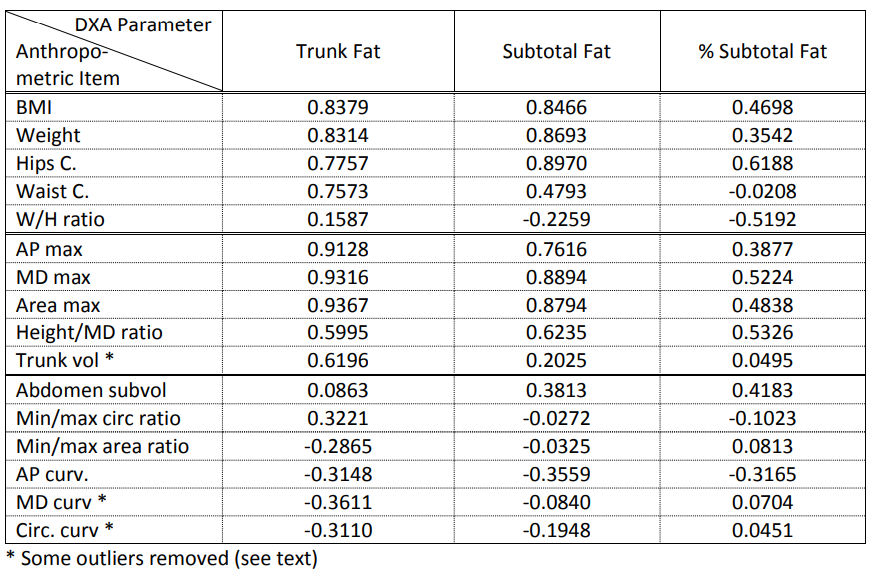 DXA Parameter
Anthropo-
metric Item
Trunk Fat Subtotal Fat % Subtotal Fat
BMI 0.8379 0.8466 0.4698
Weight 0.8314 0.8693 0.3542
Hips C. 0.7757 0.8970 0.6188
Waist C. 0.7573 0.4793 -0.0208
W/H ratio 0.1587 -0.2259 -0.5192
AP max 0.9128 0.7616 0.3877
MD max 0.9316 0.8894 0.5224
Area max 0.9367 0.8794 0.4838
Height/MD ratio 0.5995 0.6235 0.5326
Trunk vol * 0.6196 0.2025 0.0495
Abdomen subvol 0.0863 0.3813 0.4183
Min/max circ ratio 0.3221 -0.0272 -0.1023
Min/max area ratio -0.2865 -0.0325 0.0813
AP curv. -0.3148 -0.3559 -0.3165
MD curv * -0.3611 -0.0840 0.0704
Circ. curv * -0.3110 -0.1948 0.0451
* Some outliers removed (see text)